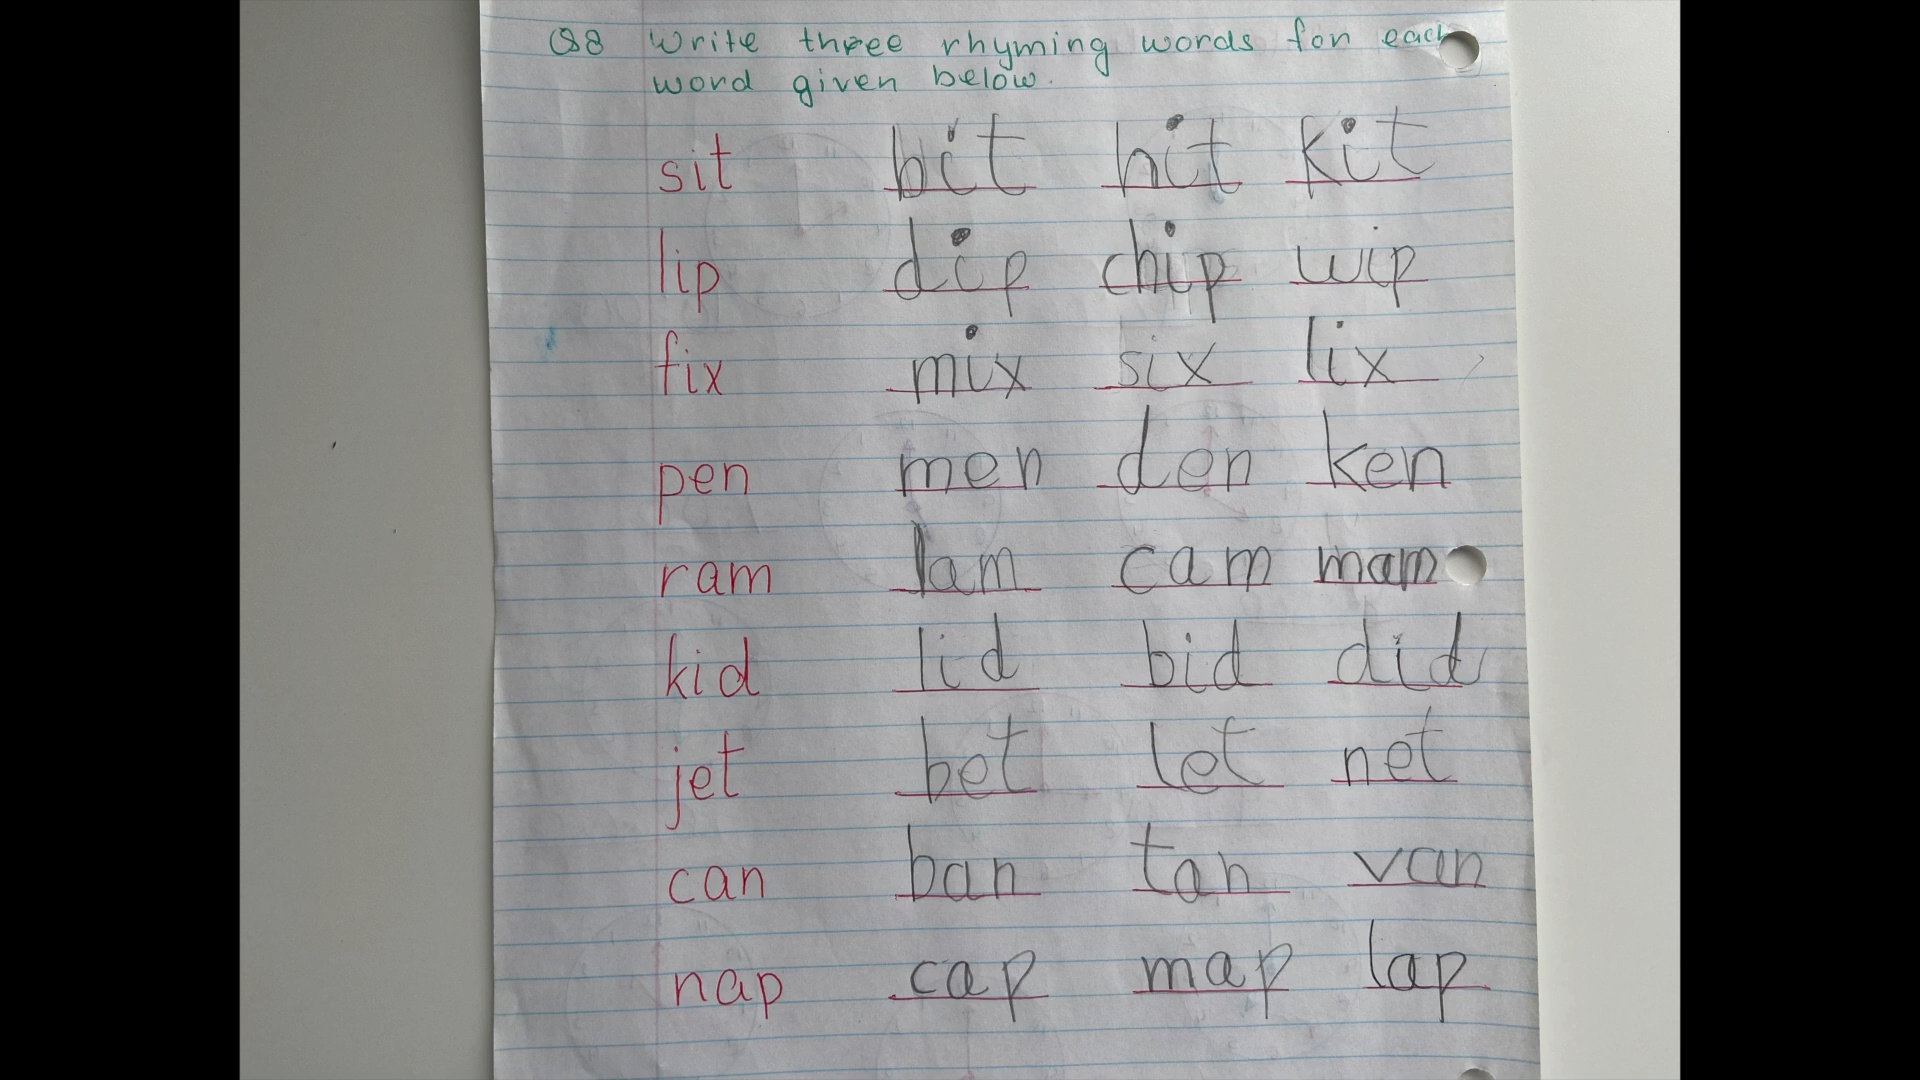 Q8 Write three rhyming words for each
word given below.
sit bit hit kit
lip dip chip wip
fix mix six lix
pen men den ken
ram lam cam mam
kid lid bid did
jet bet let net
can ban tan van
nap cap map lap